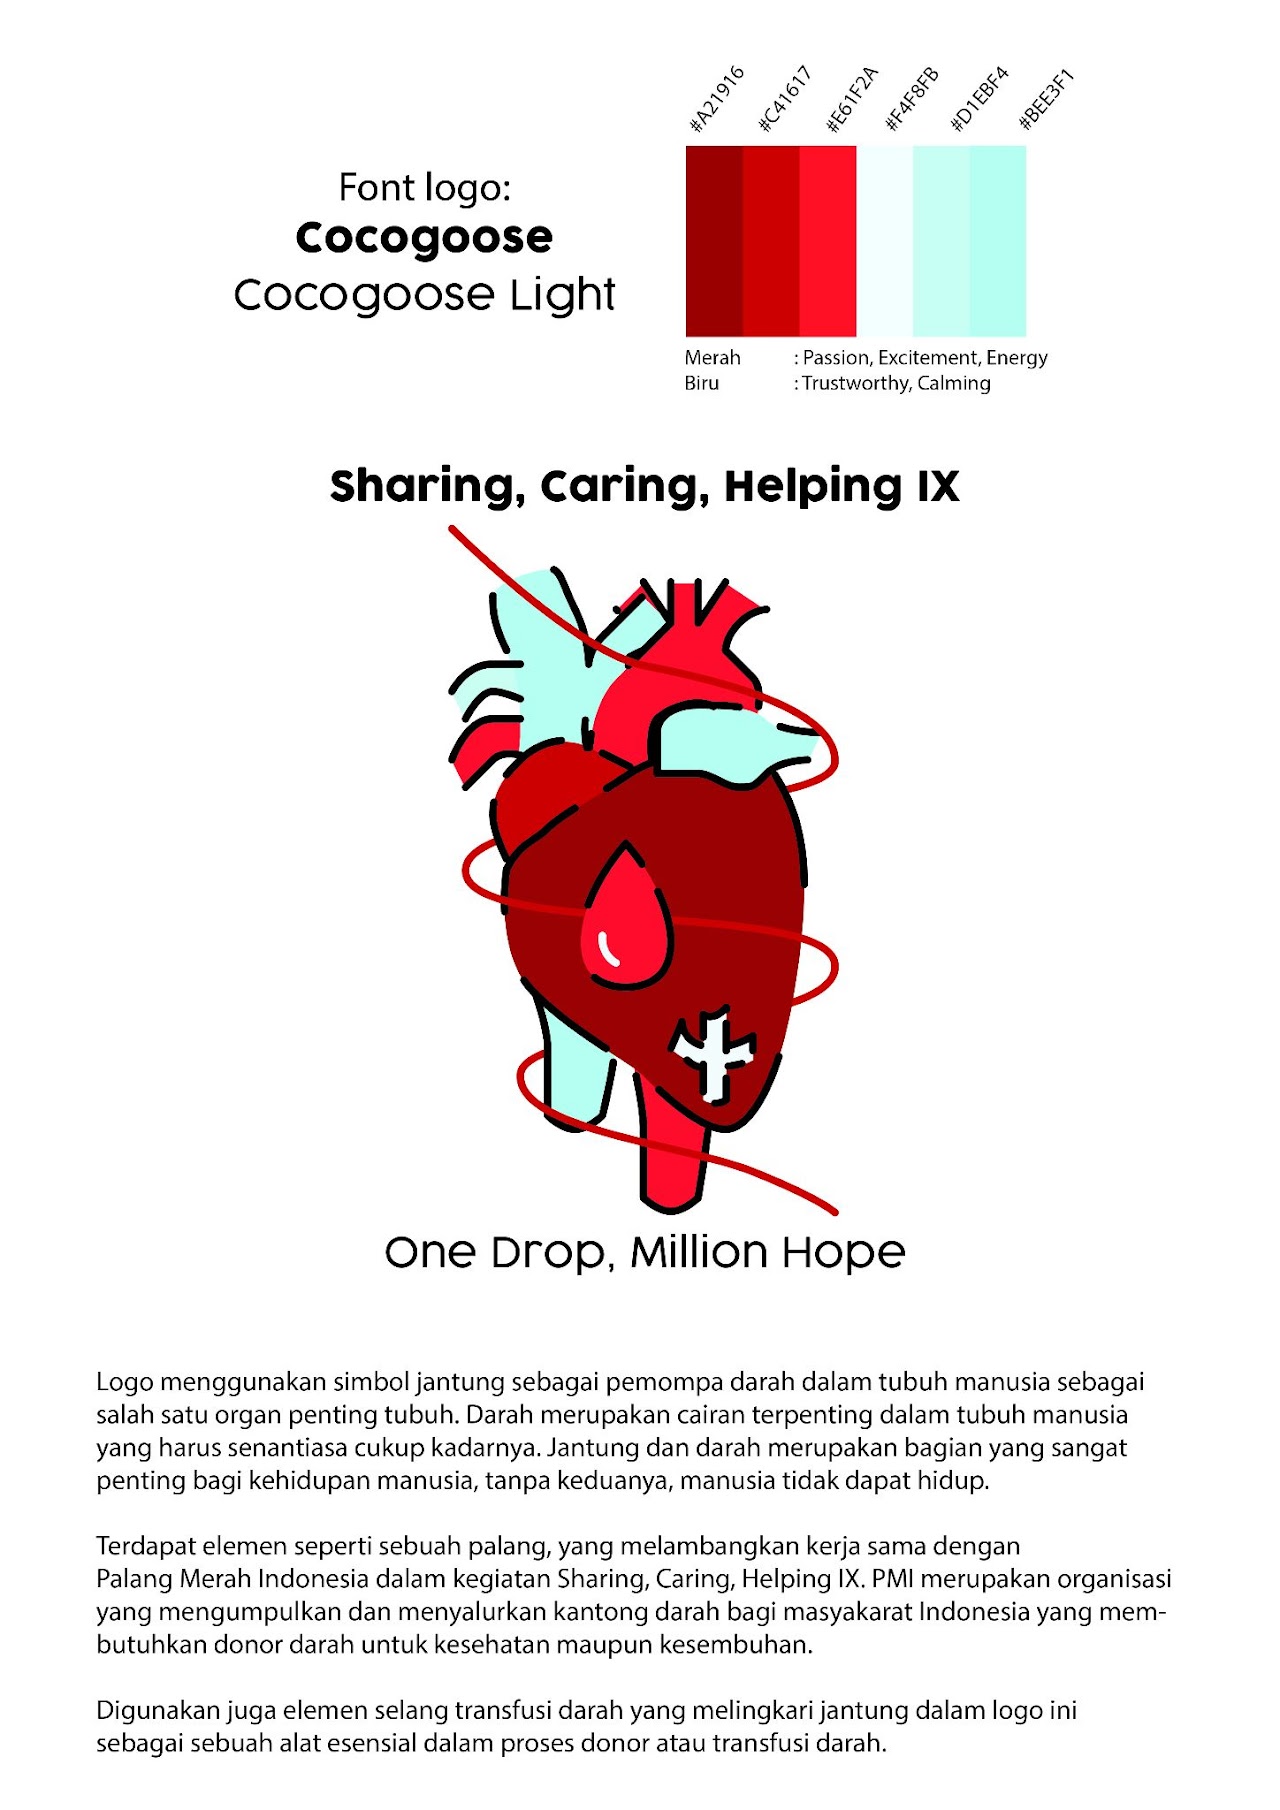 #A21916
#C41617
#E61F2A
#F4F8FB
#D1EBF4
#BEE3F1
Font logo:
Cocogoose
Cocogoose Light
Merah : Passion, Excitement, Energy
Biru : Trustworthy, Calming
Sharing, Caring, Helping IX
One Drop, Million Hope
Logo menggunakan simbol jantung sebagai pemompa darah dalam tubuh manusia sebagai
salah satu organ penting tubuh. Darah merupakan cairan terpenting dalam tubuh manusia
yang harus senantiasa cukup kadarnya. Jantung dan darah merupakan bagian yang sangat
penting bagi kehidupan manusia, tanpa keduanya, manusia tidak dapat hidup.
Terdapat elemen seperti sebuah palang, yang melambangkan kerja sama dengan
Palang Merah Indonesia dalam kegiatan Sharing, Caring, Helping IX. PMI merupakan organisasi
yang mengumpulkan dan menyalurkan kantong darah bagi masyakarat Indonesia yang mem-
butuhkan donor darah untuk kesehatan maupun kesembuhan.
Digunakan juga elemen selang transfusi darah yang melingkari jantung dalam logo ini
sebagai sebuah alat esensial dalam proses donor atau transfusi darah.